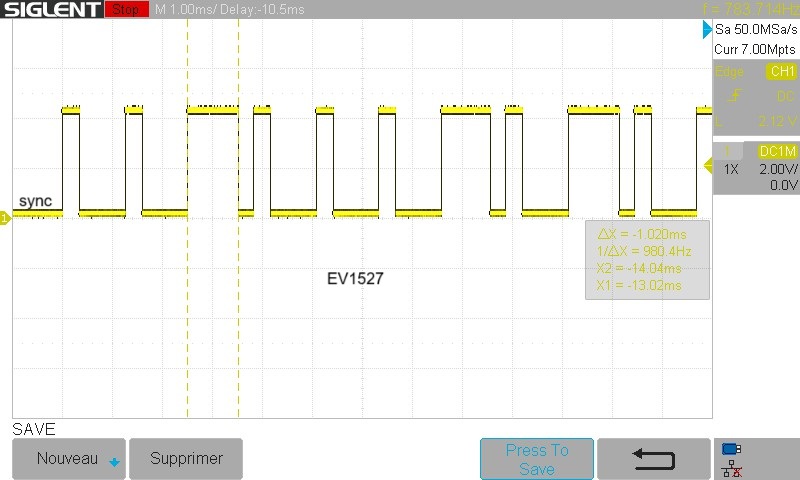 SIGLENT Stop M 1.00ms/ Delay:-10.5ms f = 783.714Hz
Sa 50.0MSa/s
Curr 7.00Mpts
Edge CH1
DC
L 2.12 V
1 DC1M
1X 2.00V/
0.0V
sync
1
ΔX = -1.020ms
1/ΔX = 980.4Hz
X2 = -14.04ms
X1 = -13.02ms
EV1527
SAVE
Nouveau
Supprimer
Press To
Save